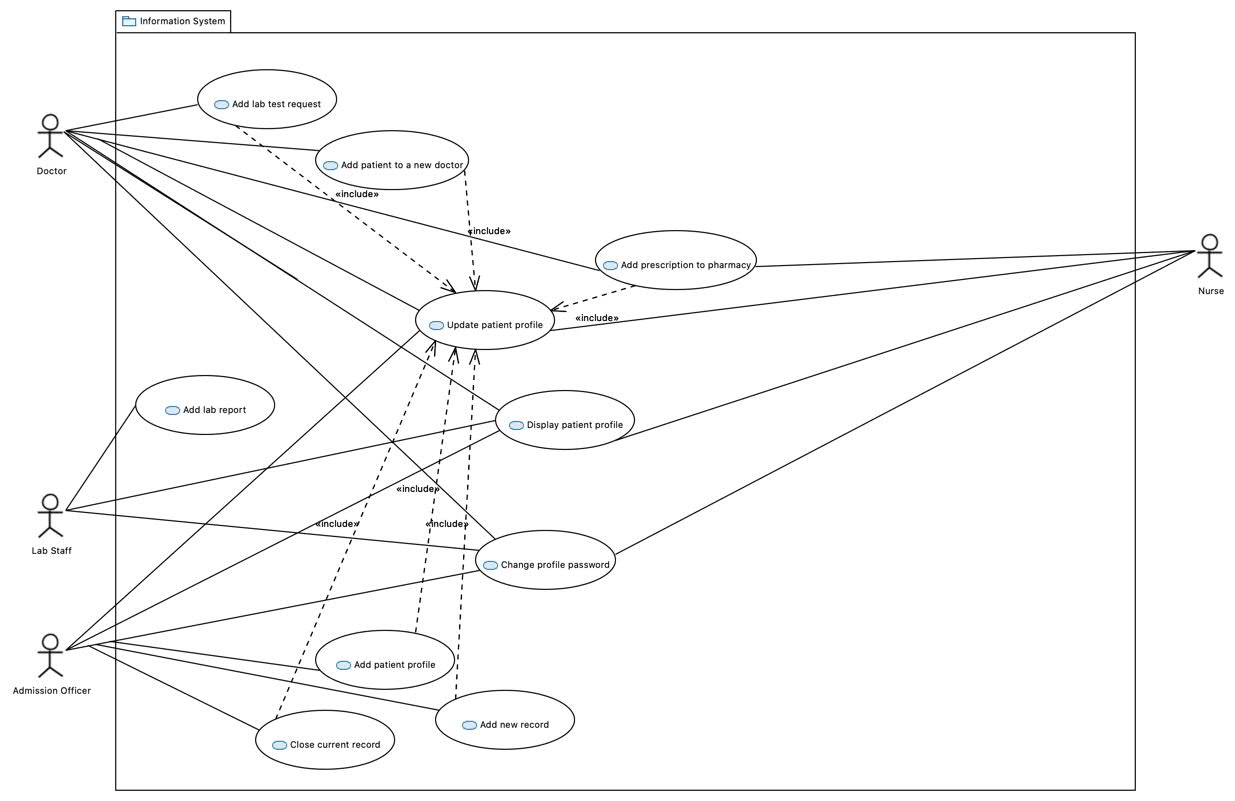 Information System
Add lab test request
Doctor
Add patient to a new doctor
«include»
«include»
Add prescription to pharmacy
Nurse
«include»
Update patient profile
Add lab report
Display patient profile
«include»
«include»
«include»
Lab Staff
Change profile password
Add patient profile
Admission Officer
Add new record
Close current record